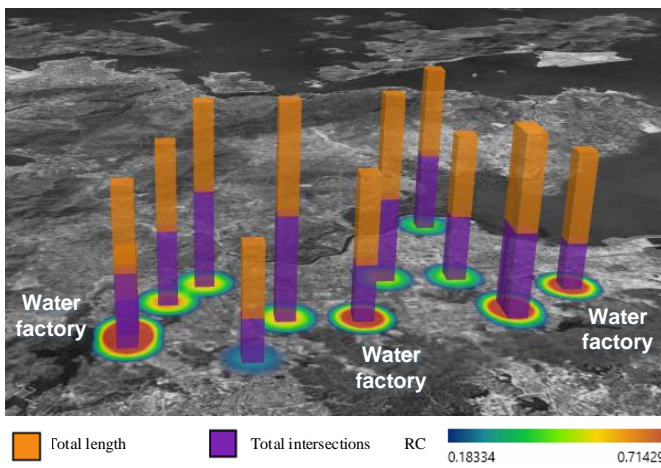 Water
factory
Water
factory
Water
factory
Total length
Total intersections
RC
0.18334
0.71429